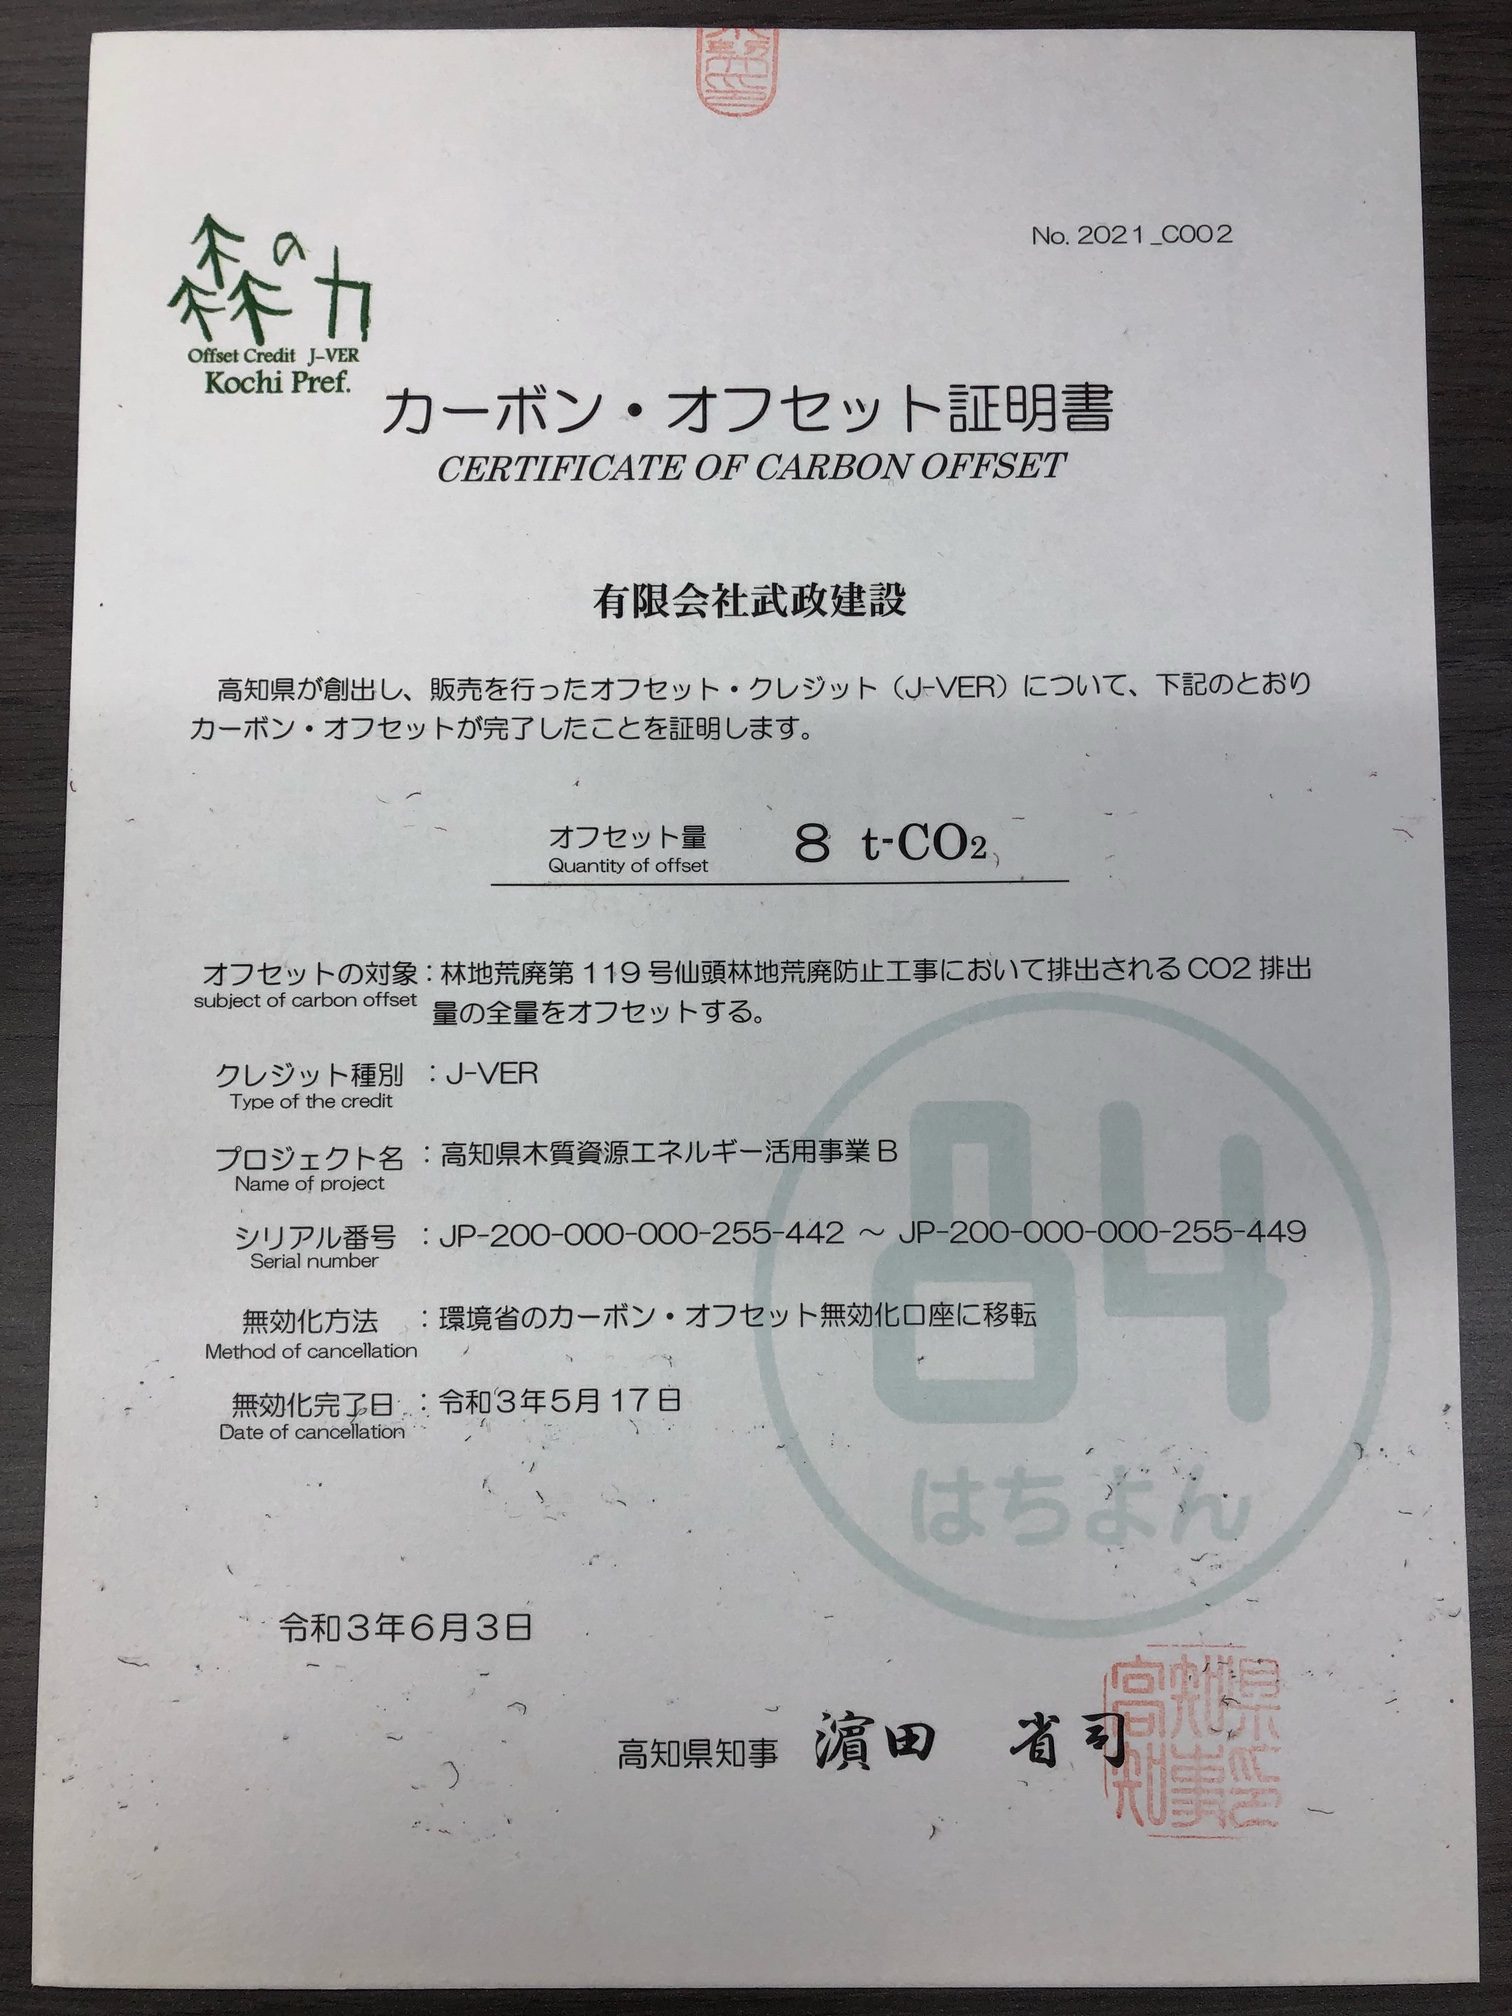 No. 2021_C002
森の力
Offset Credit J-VER
Kochi Pref.
カーボン・オフセット証明書
CERTIFICATE OF CARBON OFFSET
有限会社武政建設
高知県が創出し、販売を行ったオフセット・クレジット（J-VER）について、下記のとおり
カーボン・オフセットが完了したことを証明します。
オフセット量 8 t-CO2
Quantity of offset
オフセットの対象：林地荒廃第119号仙頭林地荒廃防止工事において排出されるCO2排出
subject of carbon offset
量の全量をオフセットする。
クレジット種別 ：J-VER
Type of the credit
プロジェクト名 ：高知県木質資源エネルギー活用事業B
Name of project
シリアル番号 ：JP-200-000-000-255-442 ～ JP-200-000-000-255-449
Serial number
無効化方法 ：環境省のカーボン・オフセット無効化口座に移転
Method of cancellation
無効化完了日 ：令和3年5月17日
Date of cancellation
84
はちよん
令和3年6月3日
高知県知事 濵田 省司
高知県
知事印